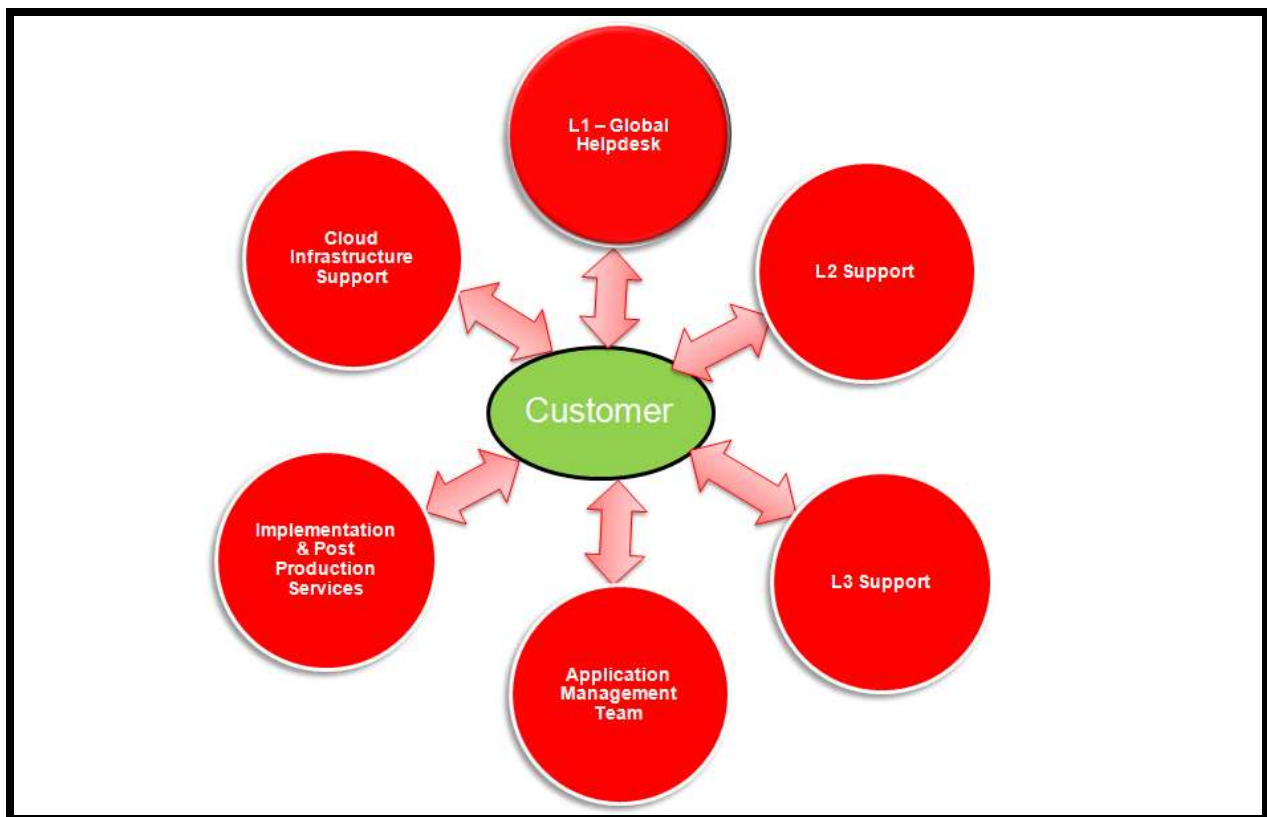 L1 – Global
Helpdesk
Cloud
Infrastructure
Support
L2 Support
Customer
Implementation
& Post
Production
Services
L3 Support
Application
Management
Team